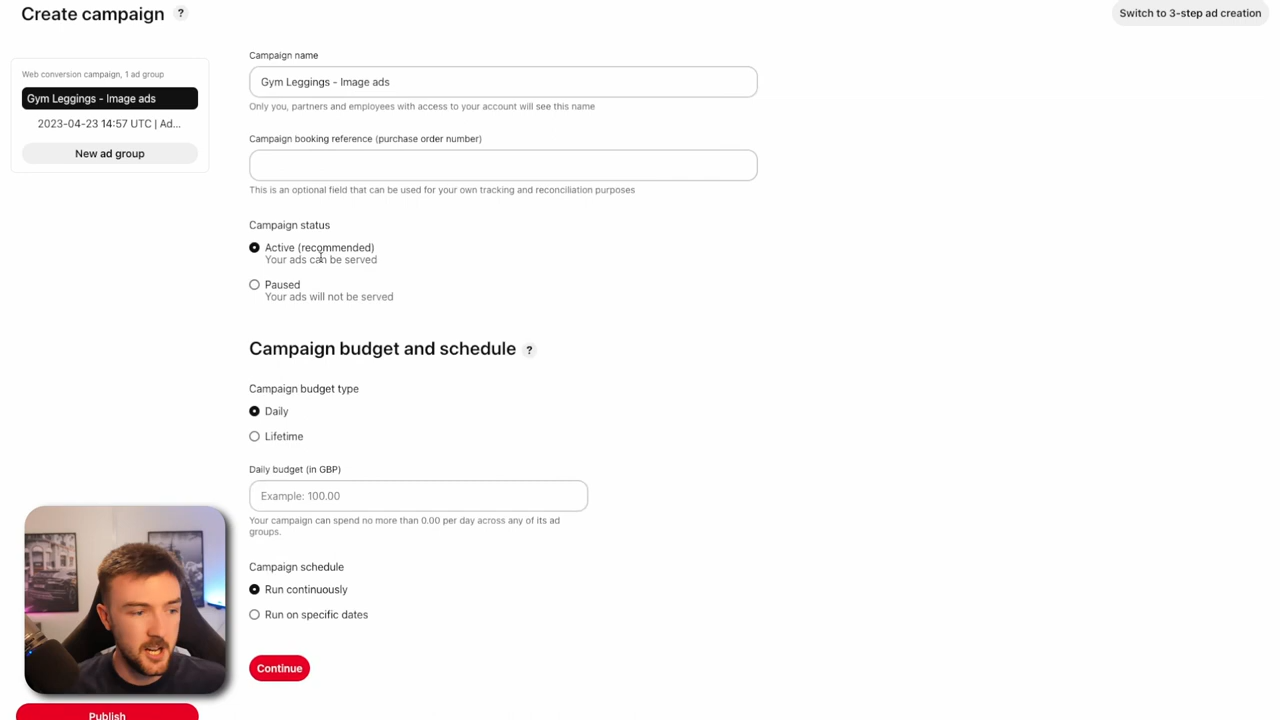 Create campaign ?
Switch to 3-step ad creation
Web conversion campaign, 1 ad group
Gym Leggings - Image ads
2023-04-23 14:57 UTC | Ad...
New ad group
Campaign name
Gym Leggings - Image ads
Only you, partners and employees with access to your account will see this name
Campaign booking reference (purchase order number)
This is an optional field that can be used for your own tracking and reconciliation purposes
Campaign status
Active (recommended)
Your ads can be served
Paused
Your ads will not be served
Campaign budget and schedule ?
Campaign budget type
Daily
Lifetime
Daily budget (in GBP)
Example: 100.00
Your campaign can spend no more than 0.00 per day across any of its ad
groups.
Campaign schedule
Run continuously
Run on specific dates
Continue
Publish